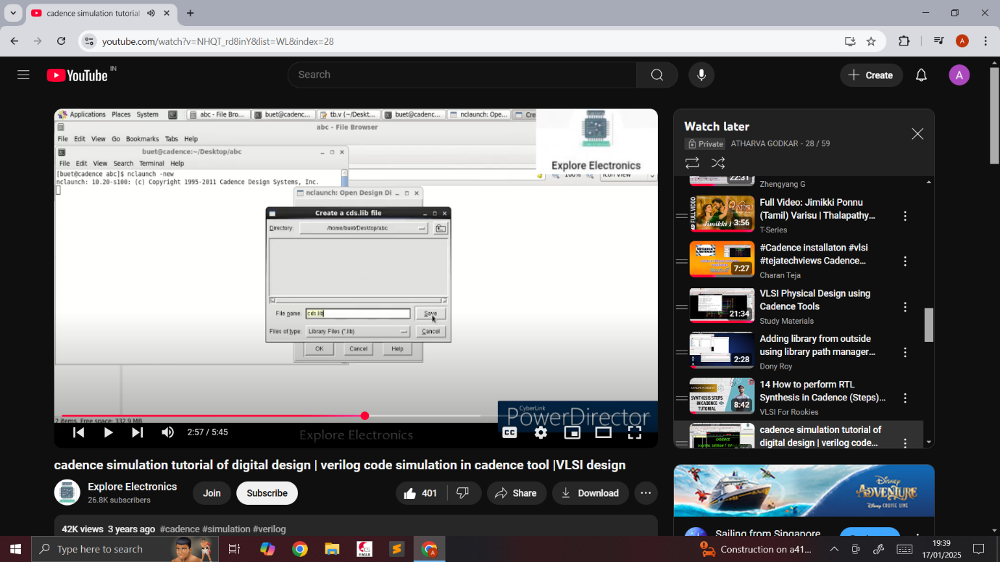 cadence simulation tutorial
youtube.com/watch?v=NHQT_rd8inY&list=WL&index=28
A
YouTube IN
Search
Create
A
Applications Places System abc - File Bro... buet@cadenc... tb.v (~/Deskt... buet@cadenc... nclaunch: Ope... Cre
abc - File Browser
File Edit View Go Bookmarks Tabs Help
buet@cadence:~/Desktop/abc
File Edit View Search Terminal Help
[buet@cadence abc]$ nclaunch -new
nclaunch: 10.20-s100: (c) Copyright 1995-2011 Cadence Design Systems, Inc.
Explore Electronics
100% Icon View
nclaunch: Open Design Di
Create a cds.lib file
Directory: /home/buet/Desktop/abc
File name: cds.lib Save
Files of type: Library Files (*.lib) Cancel
OK Cancel Help
2 items, Free space: 332.9 MB
CyberLink
PowerDirector
2:57 / 5:45
Explore Electronics
CC
cadence simulation tutorial of digital design | verilog code simulation in cadence tool |VLSI design
Explore Electronics
26.8K subscribers
Join
Subscribe
401
Share
Download
42K views 3 years ago #cadence #simulation #verilog
Watch later
Private ATHARVA GODKAR - 28 / 59
22:31
Zhengyang G
FULL VIDEO
3:56
Full Video: Jimikki Ponnu
(Tamil) Varisu | Thalapathy...
T-Series
7:27
#Cadence installaton #vlsi
#tejatechviews Cadence...
Charan Teja
21:34
VLSI Physical Design using
Cadence Tools
Study Materials
2:28
Adding library from outside
using library path manager...
Dony Roy
SYNTHESIS STEPS
IN CADENCE
TUTORIAL
8:42
14 How to perform RTL
Synthesis in Cadence (Steps)...
VLSI For Rookies
CADENCE
cadence simulation tutorial of
digital design | verilog code...
Disney
ADVENTURE
Disney CRUISE LINE
Sailing from Singapore
Type here to search
EAGLE
A
Construction on a41...
19:39
17/01/2025